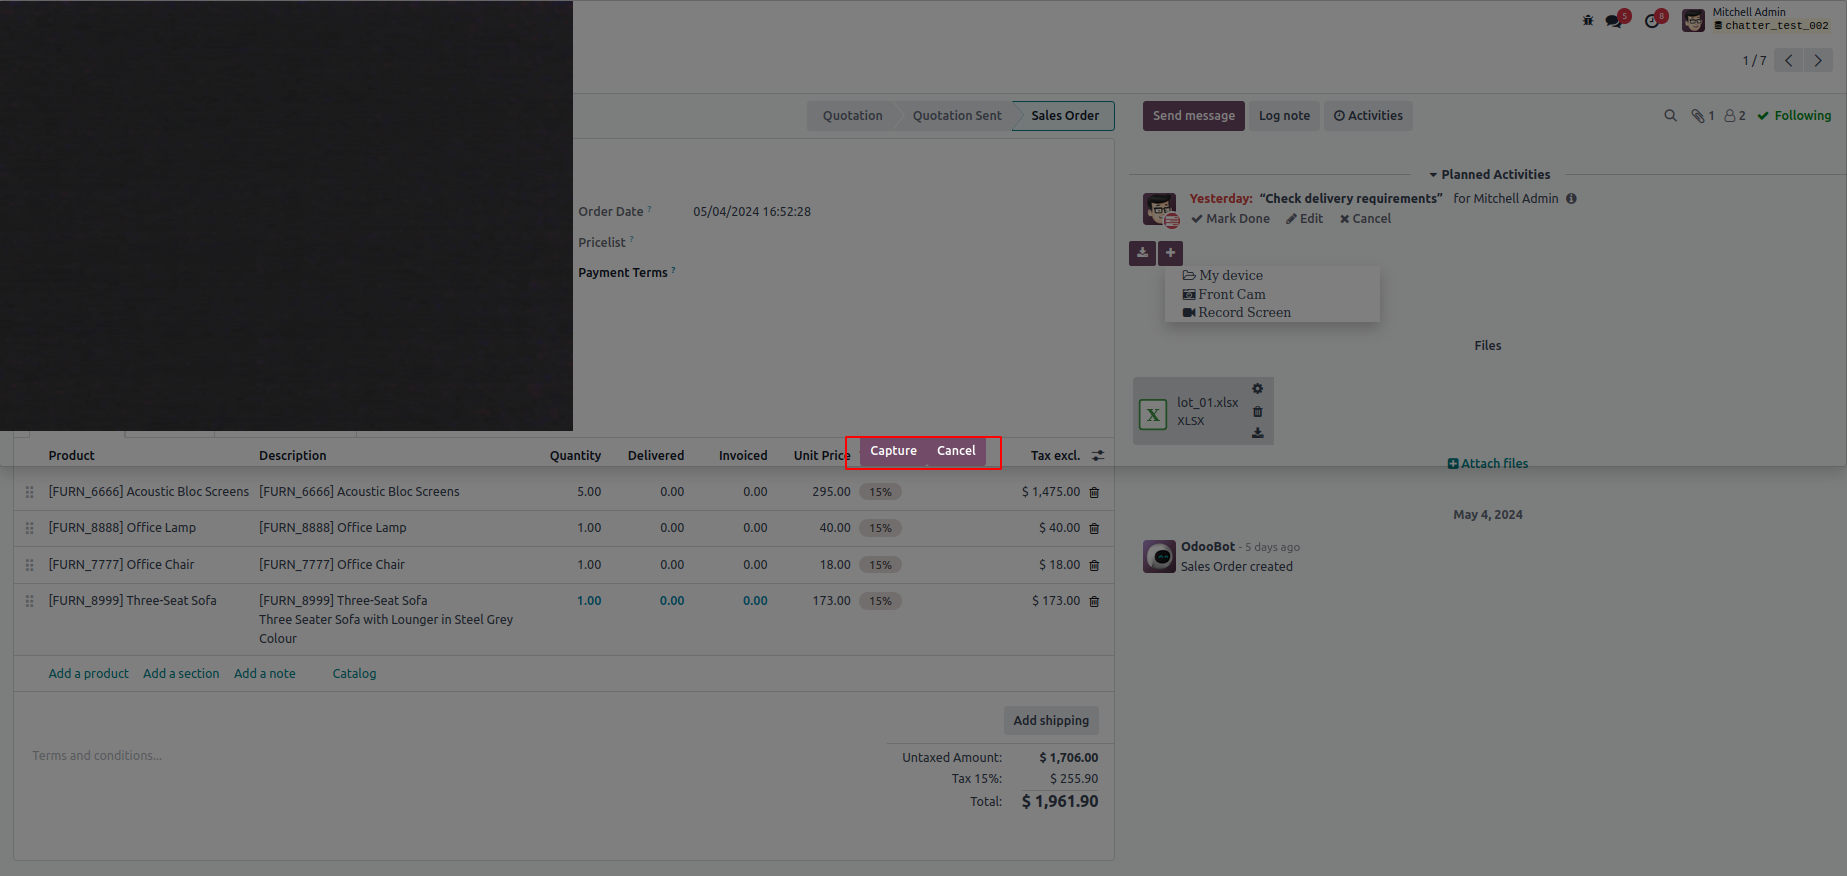 5
8
Mitchell Admin
chatter_test_002
1 / 7
Quotation
Quotation Sent
Sales Order
Send message
Log note
Activities
1
2
Following
Order Date ?
05/04/2024 16:52:28
Pricelist ?
Payment Terms ?
Planned Activities
Yesterday: “Check delivery requirements” for Mitchell Admin
Mark Done
Edit
Cancel
My device
Front Cam
Record Screen
Files
lot_01.xlsx
XLSX
Attach files
Capture
Cancel
Product Description Quantity Delivered Invoiced Unit Price Tax excl.
[FURN_6666] Acoustic Bloc Screens [FURN_6666] Acoustic Bloc Screens 5.00 0.00 0.00 295.00 15% $ 1,475.00
[FURN_8888] Office Lamp [FURN_8888] Office Lamp 1.00 0.00 0.00 40.00 15% $ 40.00
[FURN_7777] Office Chair [FURN_7777] Office Chair 1.00 0.00 0.00 18.00 15% $ 18.00
[FURN_8999] Three-Seat Sofa [FURN_8999] Three-Seat Sofa 1.00 0.00 0.00 173.00 15% $ 173.00
Three Seater Sofa with Lounger in Steel Grey
Colour
Add a product Add a section Add a note Catalog
May 4, 2024
OdooBot - 5 days ago
Sales Order created
Add shipping
Terms and conditions...
Untaxed Amount: $ 1,706.00
Tax 15%: $ 255.90
Total: $ 1,961.90